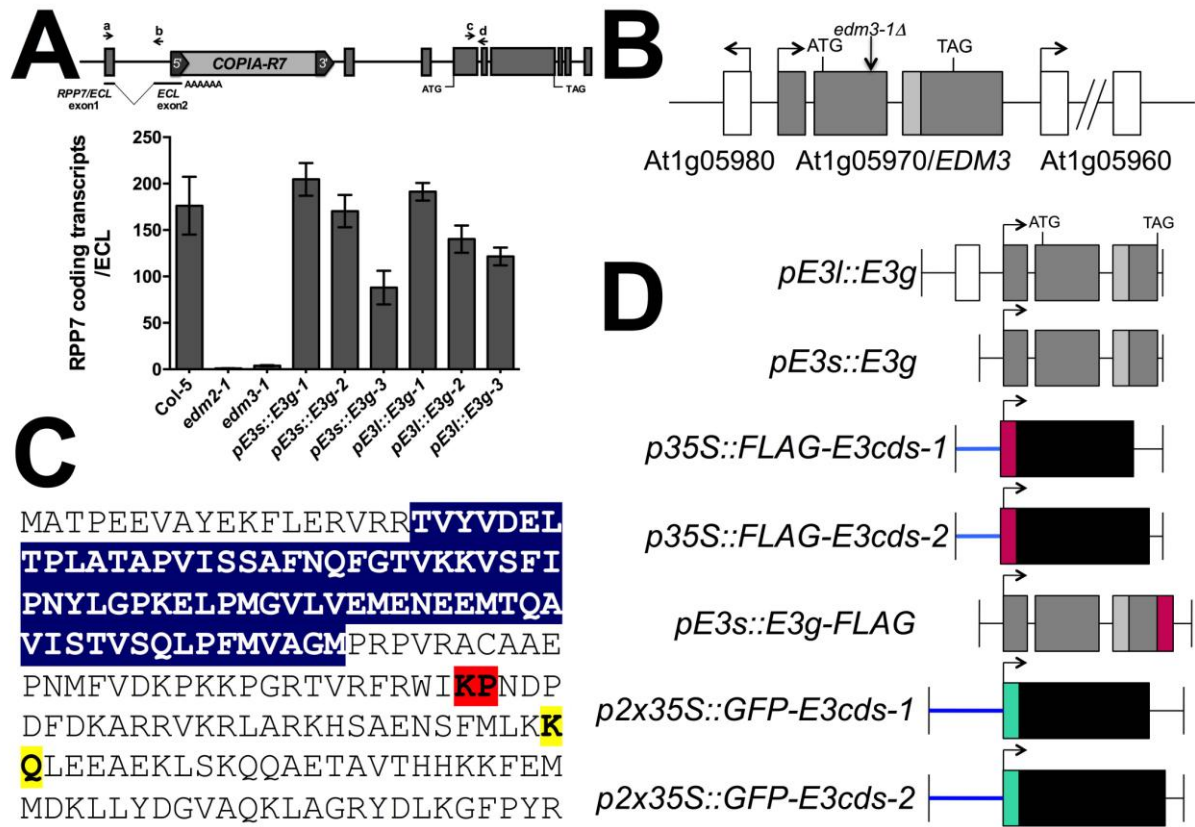 A
a
b
c
d
5'
COPIA-R7
3'
AAAAAA
RPP7/ECL
exon1
ECL
exon2
ATG
TAG
RPP7 coding transcripts
/ECL
250
200
150
100
50
0
Col-5
edm2-1
edm3-1
pE3s::E3g-1
pE3s::E3g-2
pE3s::E3g-3
pE3l::E3g-1
pE3l::E3g-2
pE3l::E3g-3
B
edm3-1Δ
ATG
TAG
At1g05980
At1g05970/EDM3
At1g05960
C
MATPEEVAYEKFLERVRRTVYVDEL
TPLATAPVISSAFNQFGTVKKVSFI
PNYLGPKELPMGVLVEMENEEMTQA
VISTVSQLPFMVAGMPRPVRACAAE
PNMFVDKPKKPGRTVRFRWIKPNDP
DFDKARRVKRLARKHSAENSFMLKK
QLEEAEKLSKQQAETAVTHHKKFEM
MDKLLYDGVAQKLAGRYDLKGFPYR
D
ATG
TAG
pE3l::E3g
pE3s::E3g
p35S::FLAG-E3cds-1
p35S::FLAG-E3cds-2
pE3s::E3g-FLAG
p2x35S::GFP-E3cds-1
p2x35S::GFP-E3cds-2